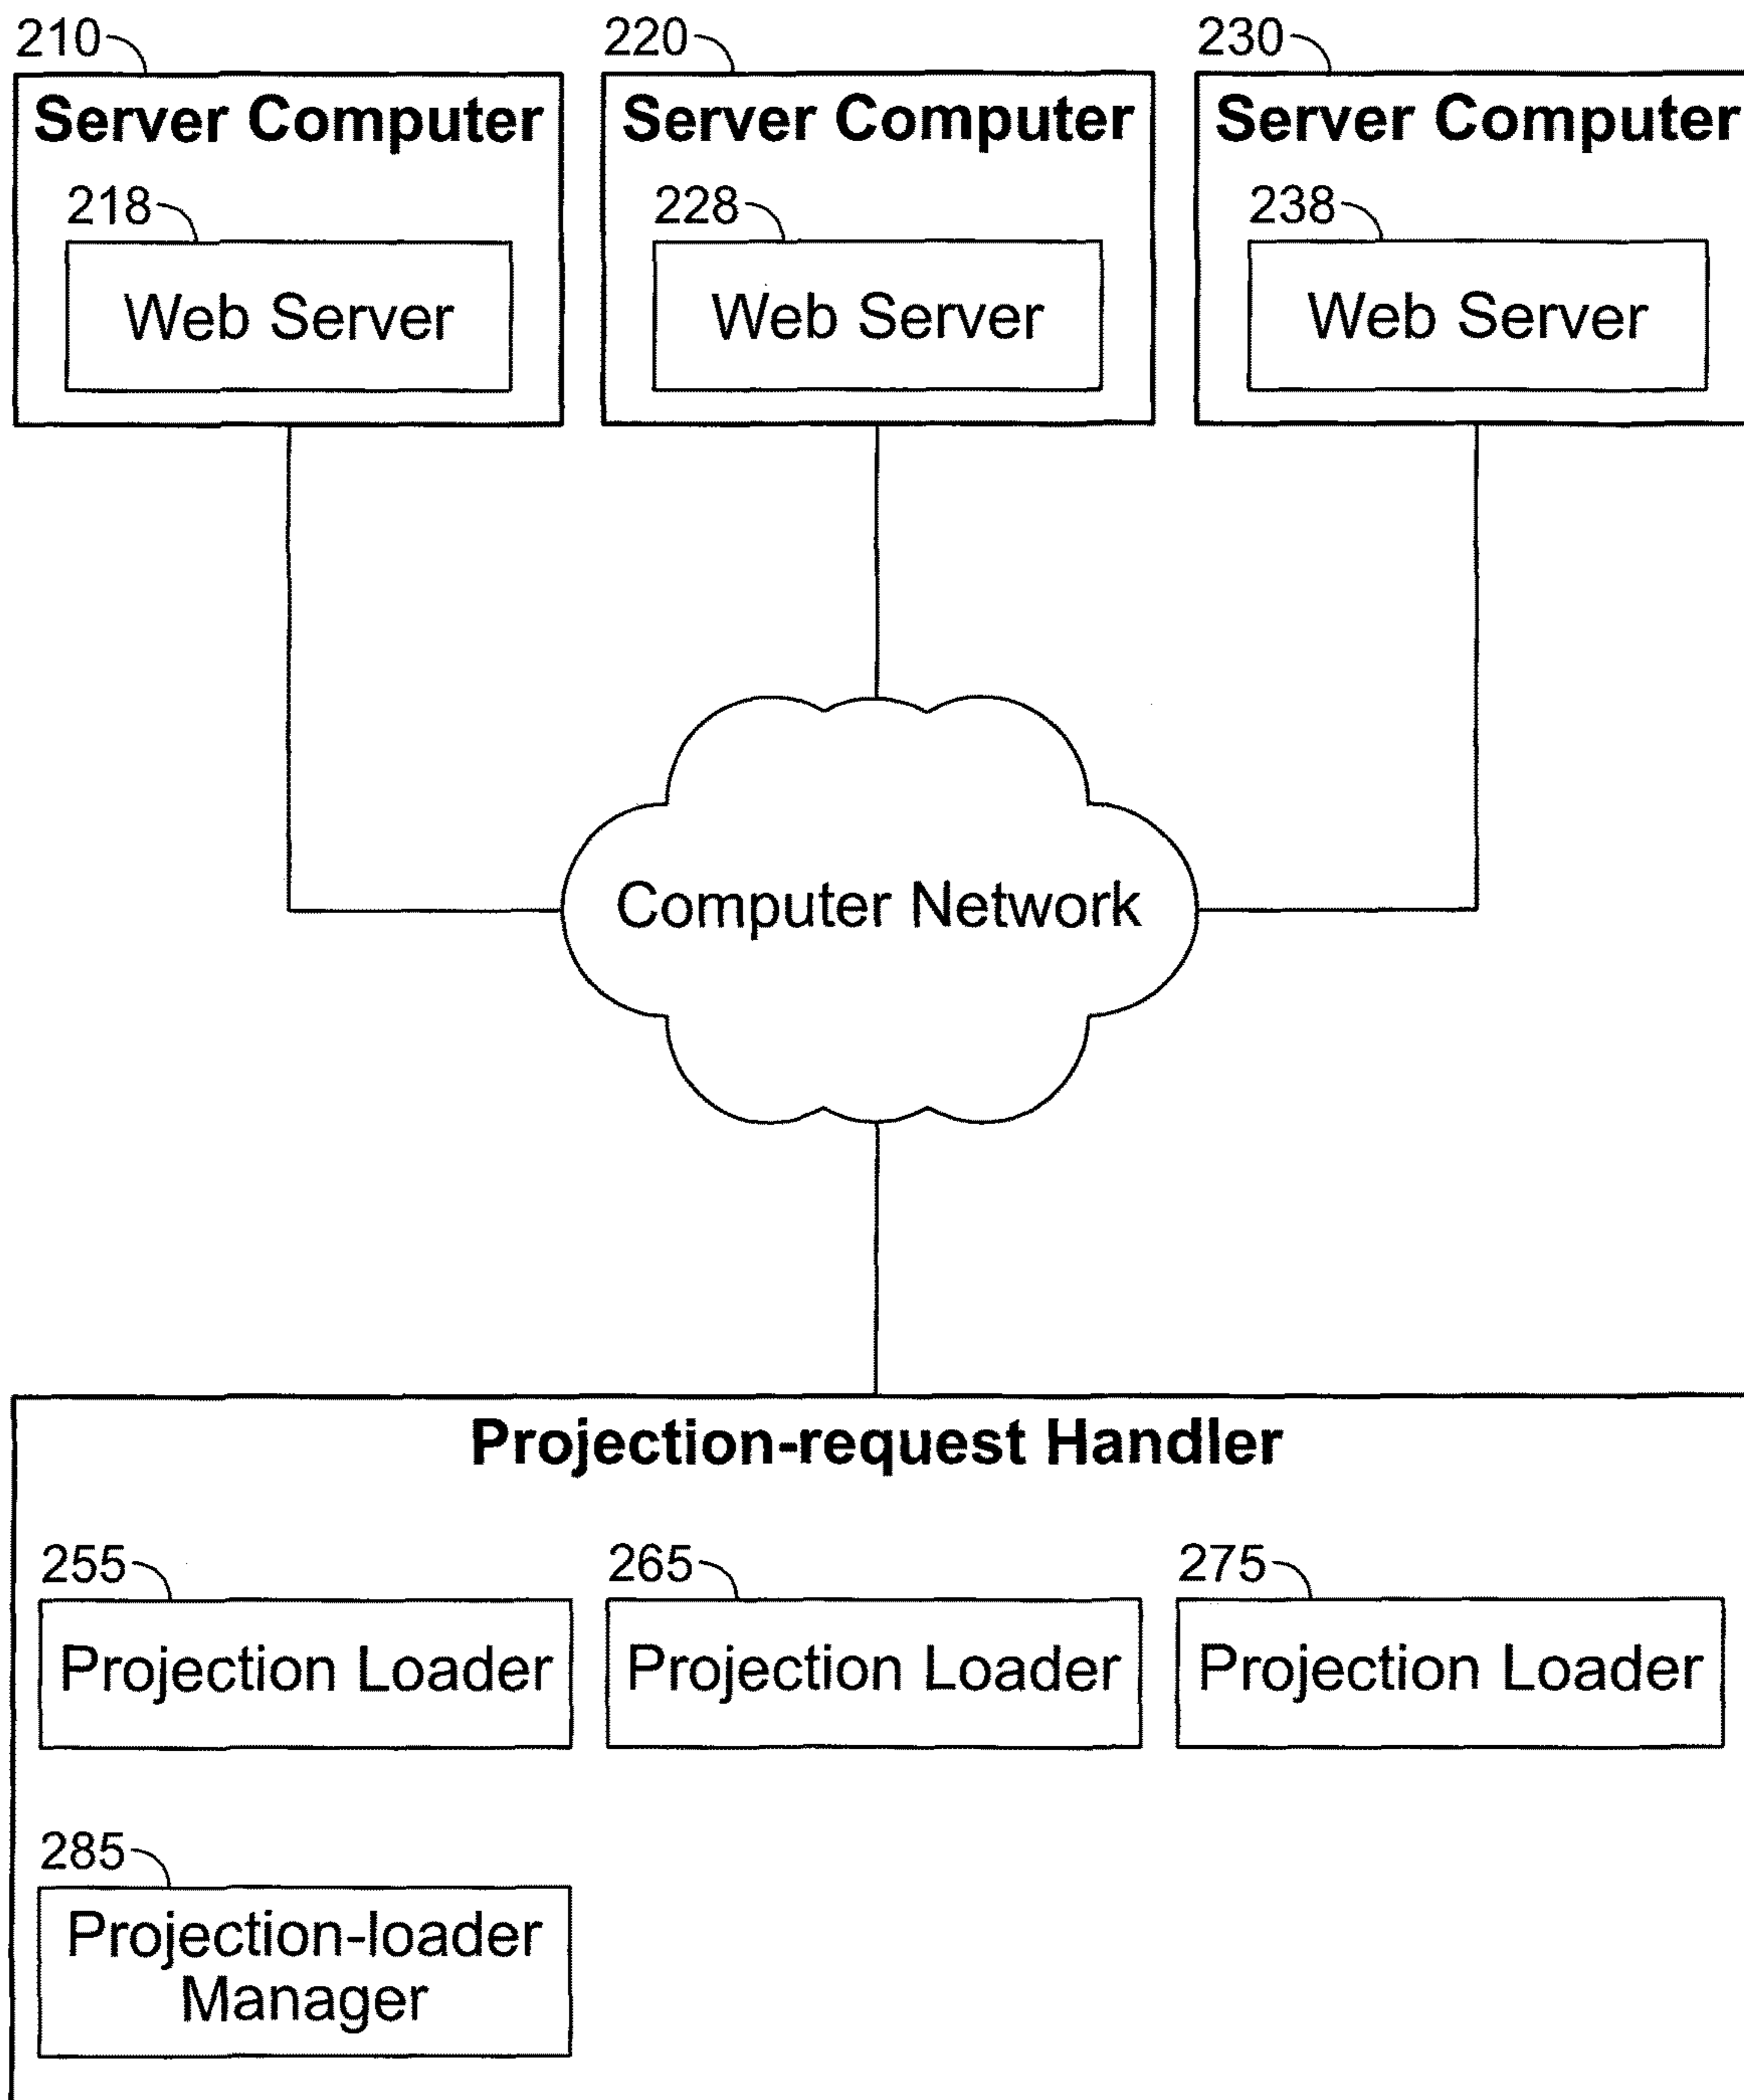 210
220
230
Server Computer
Server Computer
Server Computer
218
228
238
Web Server
Web Server
Web Server
Computer Network
Projection-request Handler
255
265
275
Projection Loader
Projection Loader
Projection Loader
285
Projection-loader
Manager